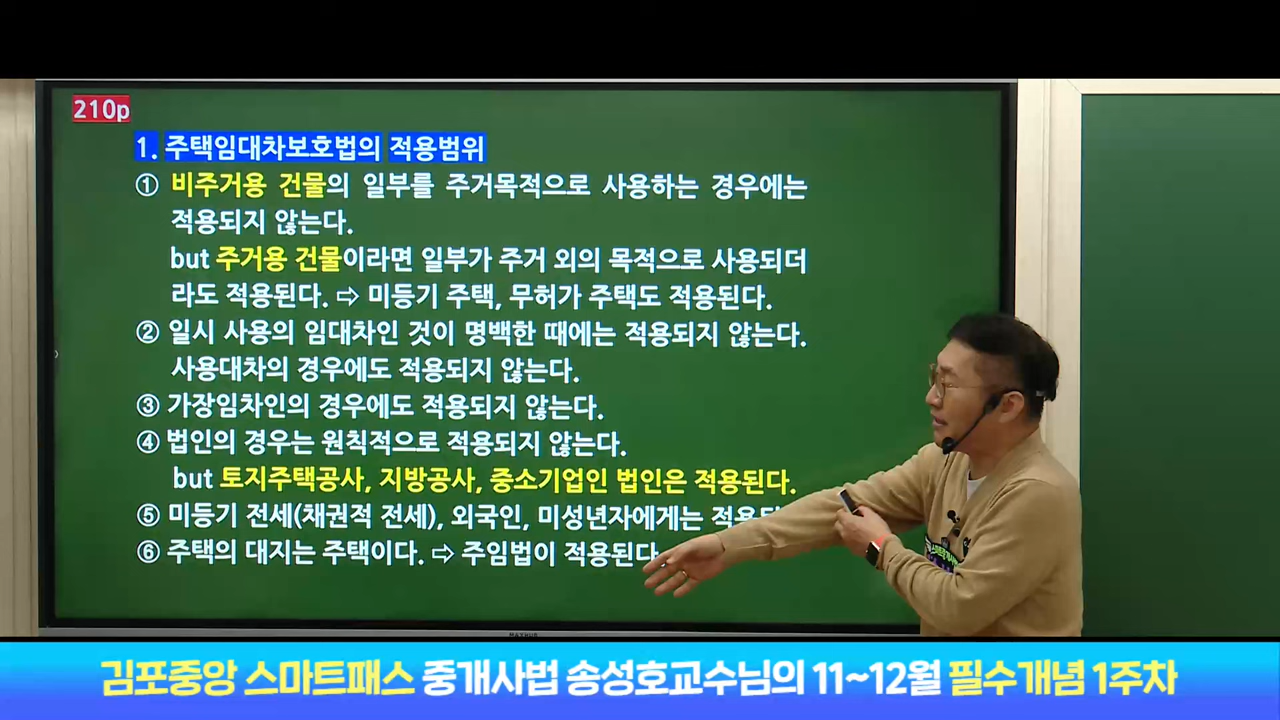 210p
1. 주택임대차보호법의 적용범위
① 비주거용 건물의 일부를 주거목적으로 사용하는 경우에는
적용되지 않는다.
but 주거용 건물이라면 일부가 주거 외의 목적으로 사용되더
라도 적용된다. ⇨ 미등기 주택, 무허가 주택도 적용된다.
② 일시 사용의 임대차인 것이 명백한 때에는 적용되지 않는다.
사용대차의 경우에도 적용되지 않는다.
③ 가장임차인의 경우에도 적용되지 않는다.
④ 법인의 경우는 원칙적으로 적용되지 않는다.
but 토지주택공사, 지방공사, 중소기업인 법인은 적용된다.
⑤ 미등기 전세(채권적 전세), 외국인, 미성년자에게는
⑥ 주택의 대지는 주택이다. ⇨ 주임법이 적용된다
MAXHUB
김포중앙 스마트패스 중개사법 송성호교수님의 11~12월 필수개념 1주차